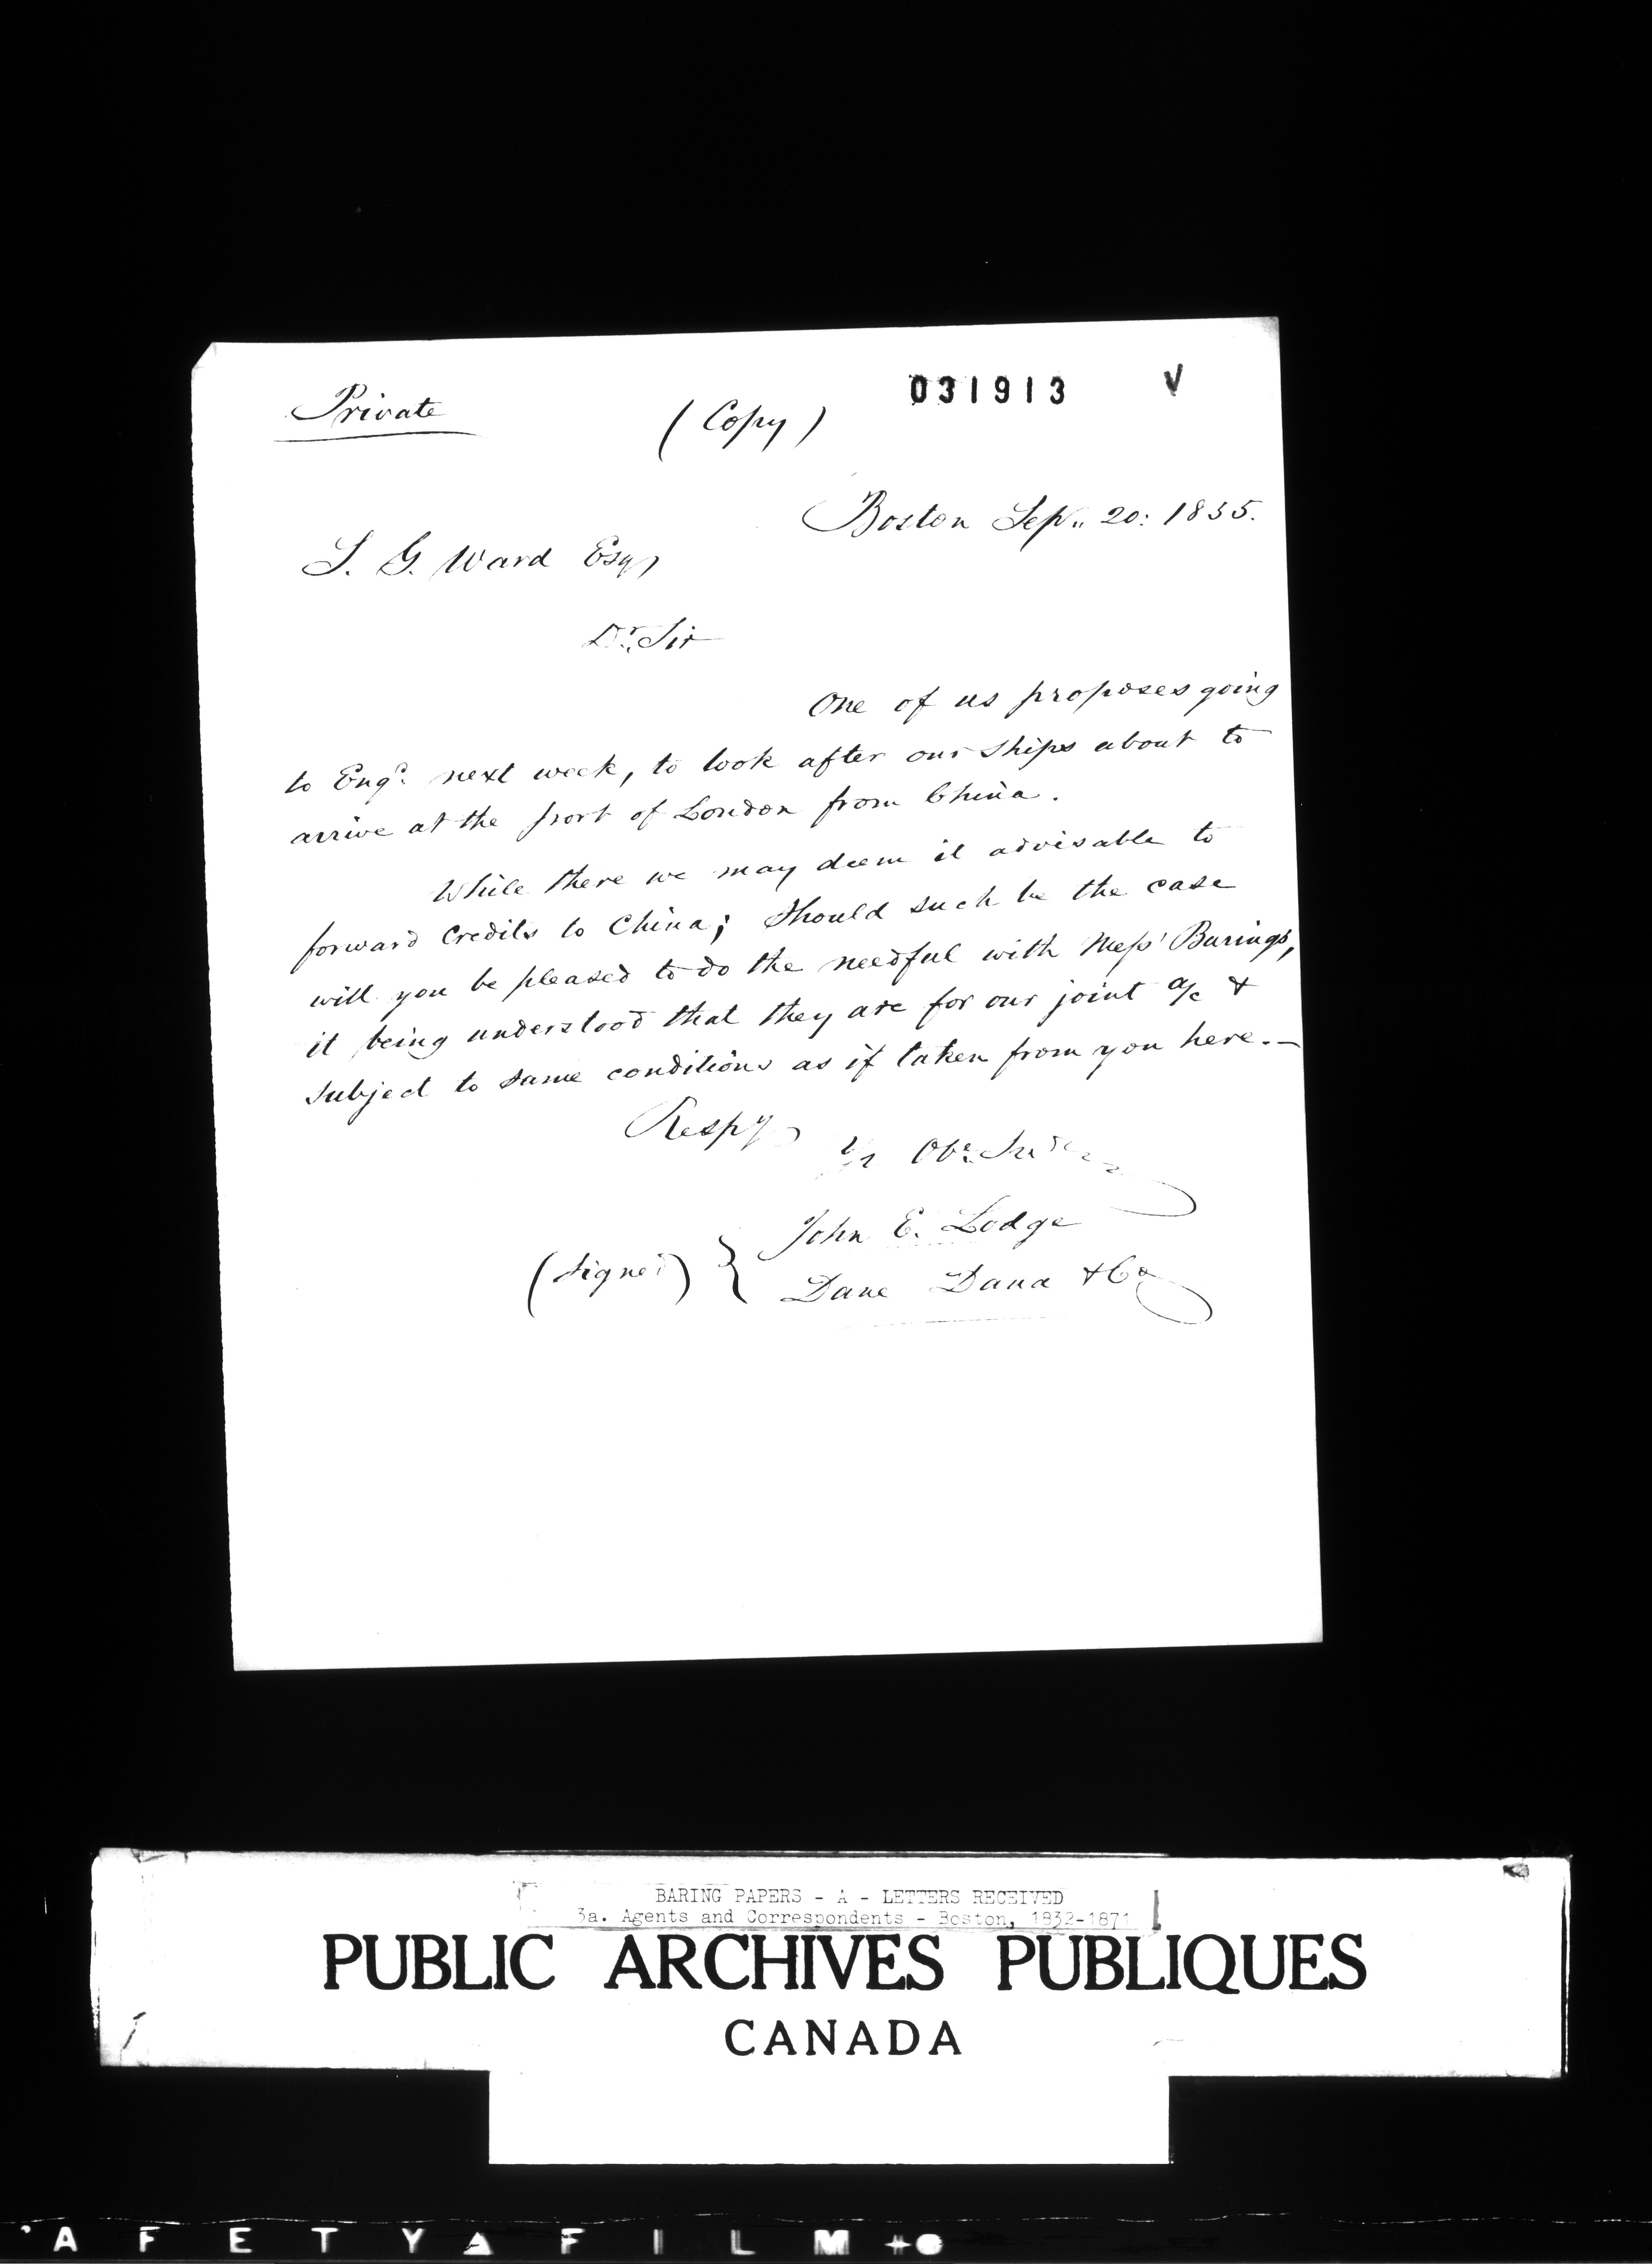 Private
(Copy)
031913
V
Boston Sep. 20: 1855.
S. G. Ward Esq
Dr. Sir
One of us proposes going
to Engd. next week, to look after our ships about to
arrive at the port of London from China.
While there we may deem it advisable to
forward Credits to China; Should such be the case
will you be pleased to do the needful with Messrs Barings,
it being understood that they are for our joint a/c &
subject to same conditions as if taken from you here.-
Respy
Yr Obt.
(signed) { John E. Lodge
Dane Dana & Co
BARING PAPERS - A - LETTERS RECEIVED
3a. Agents and Correspondents - Boston, 1832-1871
PUBLIC ARCHIVES PUBLIQUES
CANADA
AFETY FILM